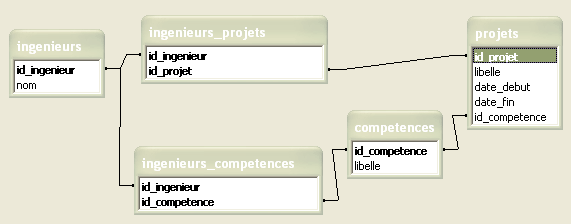 ingenieurs
id_ingenieur
nom
ingenieurs_projets
id_ingenieur
id_projet
projets
id_projet
libelle
date_debut
date_fin
id_competence
competences
id_competence
libelle
ingenieurs_competences
id_ingenieur
id_competence